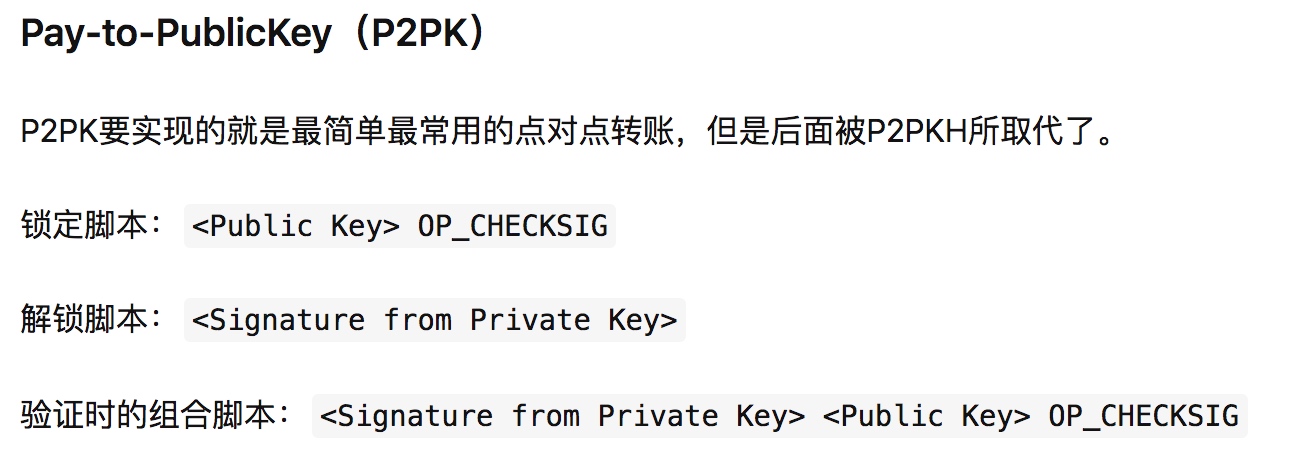 Pay-to-PublicKey（P2PK）
P2PK要实现的就是最简单最常用的点对点转账，但是后面被P2PKH所取代了。
锁定脚本： <Public Key> OP_CHECKSIG
解锁脚本： <Signature from Private Key>
验证时的组合脚本： <Signature from Private Key> <Public Key> OP_CHECKSIG